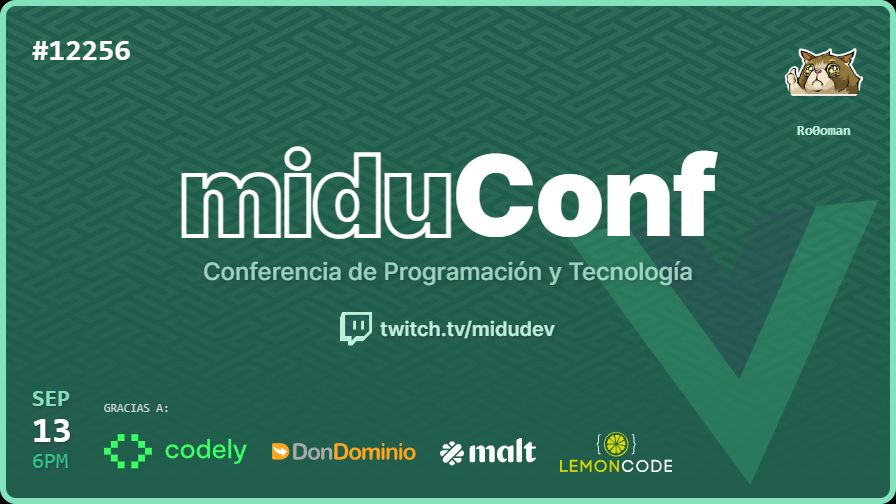 #12256
Ro0oman
miduConf
Conferencia de Programación y Tecnología
twitch.tv/midudev
SEP
13
6PM
GRACIAS A:
codely
DonDominio
malt
LEMONCODE